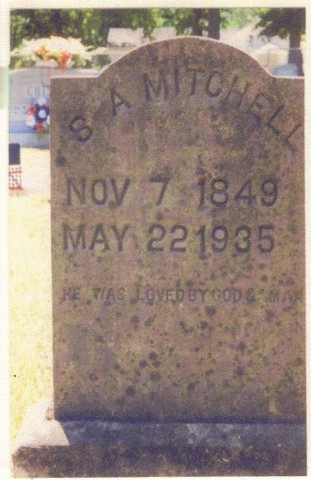 S A MITCHELL
NOV 7 1849
MAY 22 1935
HE WAS LOVED BY GOD & MAN